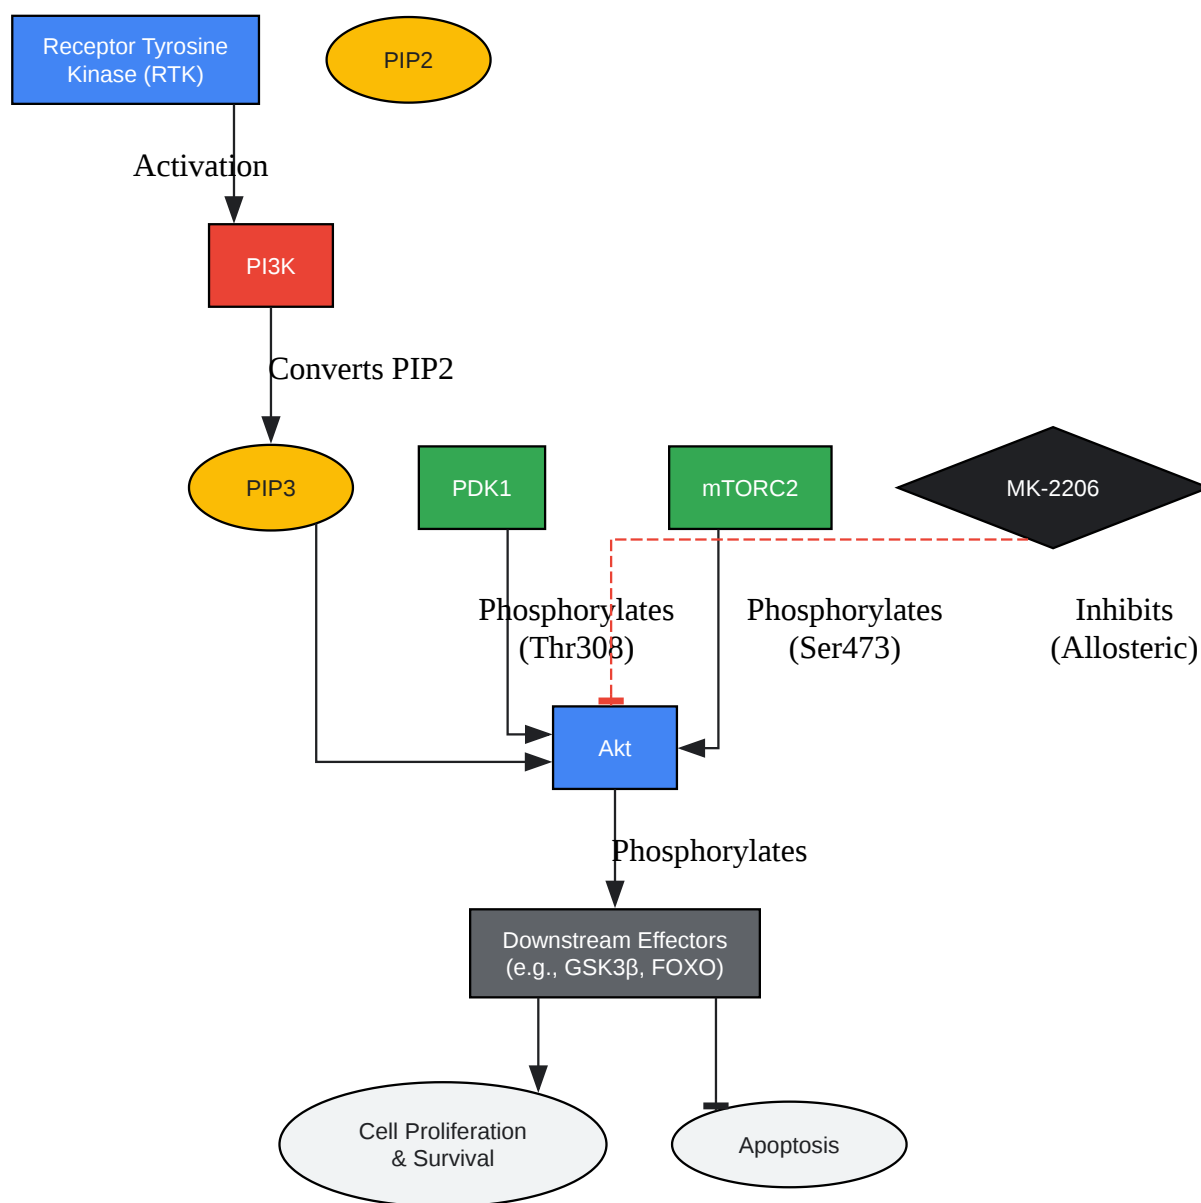 Receptor Tyrosine
Kinase (RTK)
PIP2
Activation
PI3K
Converts PIP2
PIP3
PDK1
mTORC2
MK-2206
Phosphorylates
(Thr308)
Phosphorylates
(Ser473)
Inhibits
(Allosteric)
Akt
Phosphorylates
Downstream Effectors
(e.g., GSK3β, FOXO)
Cell Proliferation
& Survival
Apoptosis